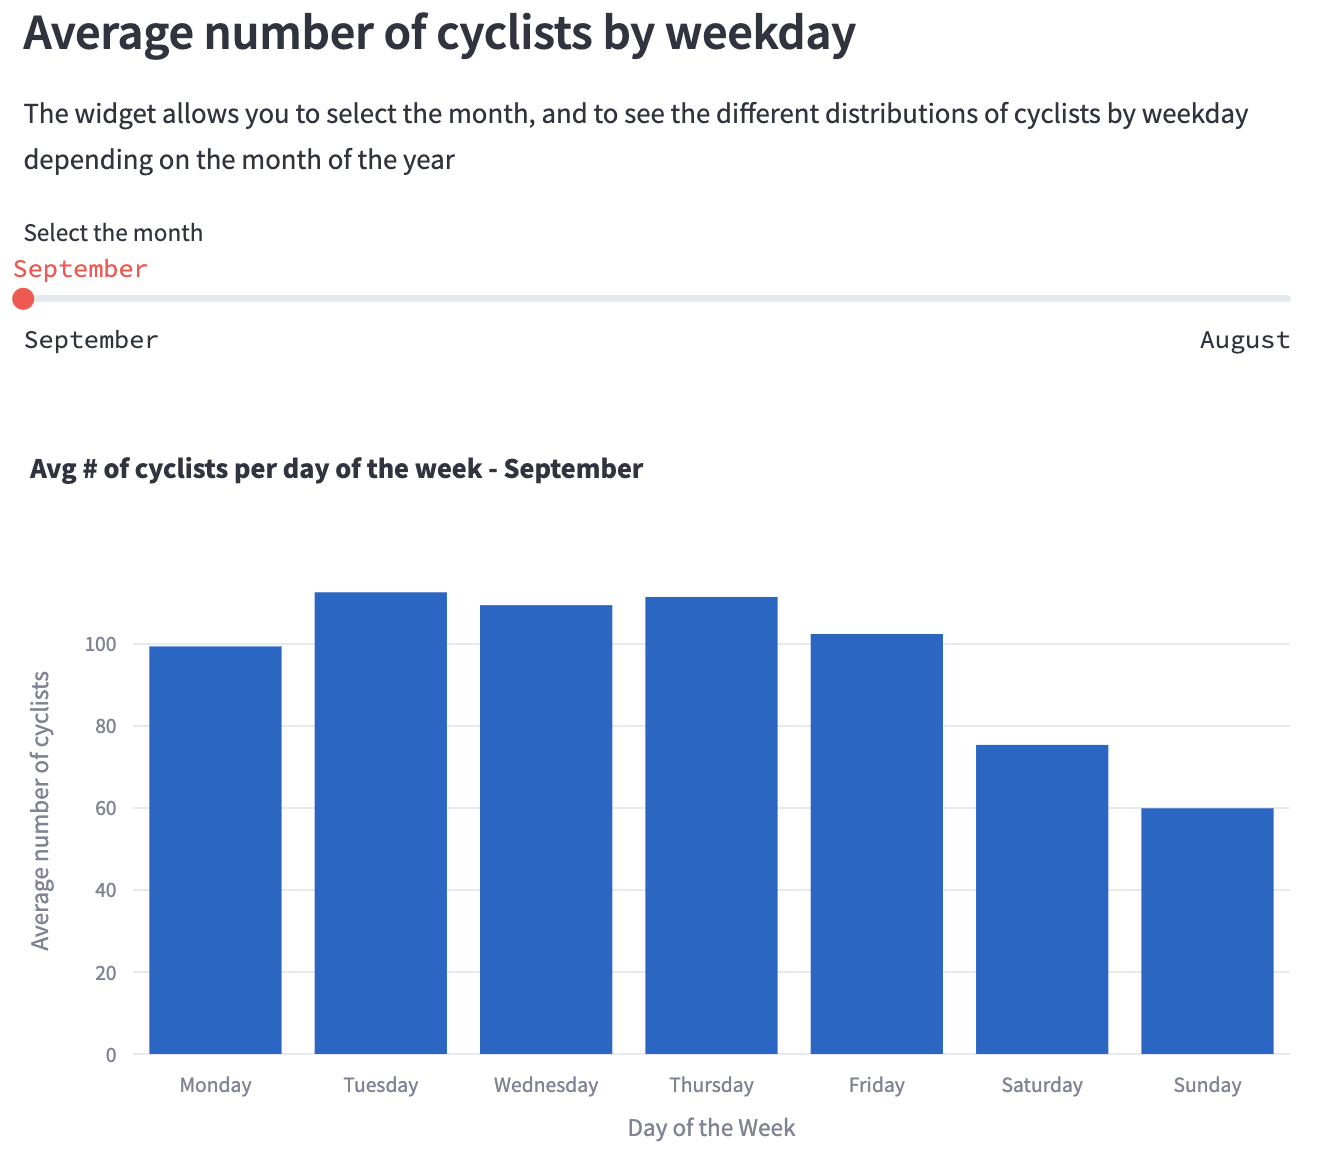 Average number of cyclists by weekday
The widget allows you to select the month, and to see the different distributions of cyclists by weekday
depending on the month of the year
Select the month
September
September August
Avg # of cyclists per day of the week - September
Average number of cyclists
100
80
60
40
20
0
Monday Tuesday Wednesday Thursday Friday Saturday Sunday
Day of the Week